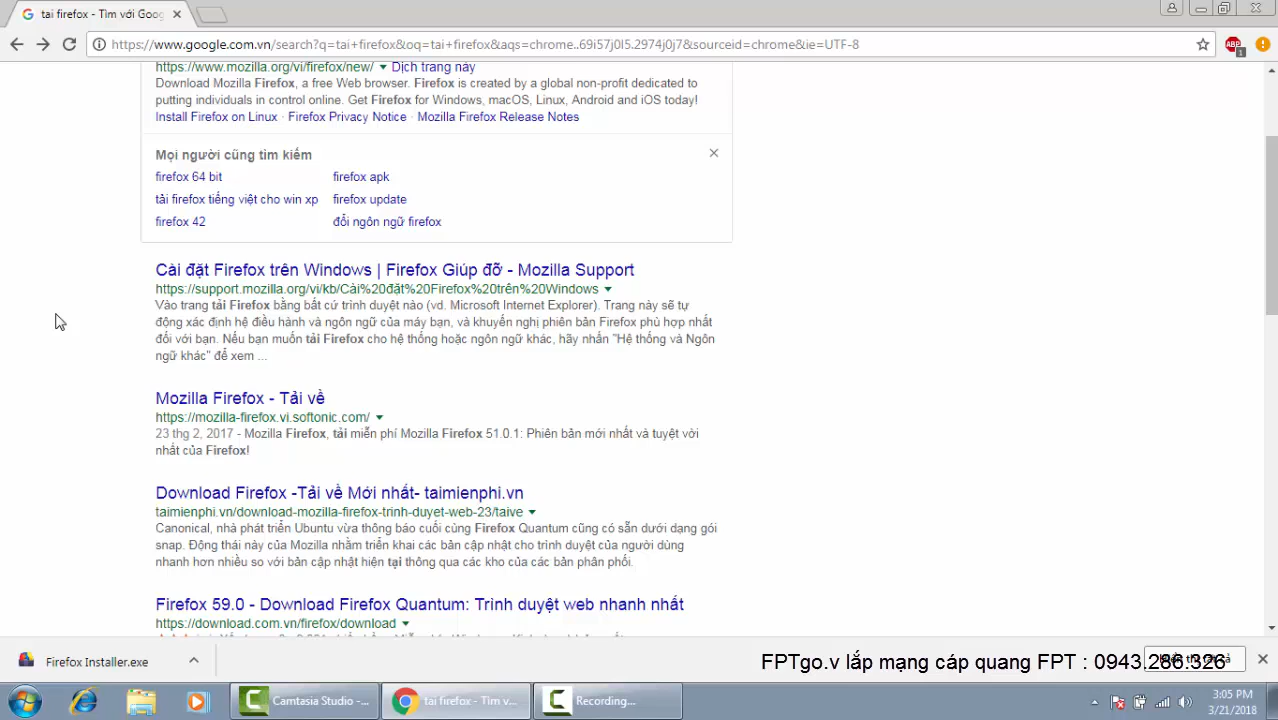 tai firefox - Tìm với Goog
https://www.google.com.vn/search?q=tai+firefox&oq=tai+firefox&aqs=chrome..69i57j0l5.2974j0j7&sourceid=chrome&ie=UTF-8
ABP
1
https://www.mozilla.org/vi/firefox/new/ Dịch trang này
Download Mozilla Firefox, a free Web browser. Firefox is created by a global non-profit dedicated to
putting individuals in control online. Get Firefox for Windows, macOS, Linux, Android and iOS today!
Install Firefox on Linux · Firefox Privacy Notice · Mozilla Firefox Release Notes
Mọi người cũng tìm kiếm
firefox 64 bit
firefox apk
tải firefox tiếng việt cho win xp
firefox update
firefox 42
đổi ngôn ngữ firefox
Cài đặt Firefox trên Windows | Firefox Giúp đỡ - Mozilla Support
https://support.mozilla.org/vi/kb/Cài%20đặt%20Firefox%20trên%20Windows
Vào trang tải Firefox bằng bất cứ trình duyệt nào (vd. Microsoft Internet Explorer). Trang này sẽ tự
động xác định hệ điều hành và ngôn ngữ của máy bạn, và khuyến nghị phiên bản Firefox phù hợp nhất
đối với bạn. Nếu bạn muốn tải Firefox cho hệ thống hoặc ngôn ngữ khác, hãy nhấn "Hệ thống và Ngôn
ngữ khác" để xem ...
Mozilla Firefox - Tải về
https://mozilla-firefox.vi.softonic.com/
23 thg 2, 2017 - Mozilla Firefox, tải miễn phí Mozilla Firefox 51.0.1: Phiên bản mới nhất và tuyệt vời
nhất của Firefox!
Download Firefox -Tải về Mới nhất- taimienphi.vn
taimienphi.vn/download-mozilla-firefox-trinh-duyet-web-23/taive
Canonical, nhà phát triển Ubuntu vừa thông báo cuối cùng Firefox Quantum cũng có sẵn dưới dạng gói
snap. Động thái này của Mozilla nhằm triển khai các bản cập nhật cho trình duyệt của người dùng
nhanh hơn nhiều so với bản cập nhật hiện tại thông qua các kho của các bản phân phối.
Firefox 59.0 - Download Firefox Quantum: Trình duyệt web nhanh nhất
https://download.com.vn/firefox/download
Firefox Installer.exe
FPTgo.v lắp mạng cáp quang FPT : 0943.286.326
Camtasia Studio -...
tai firefox - Tìm v...
Recording...
3:05 PM
3/21/2018